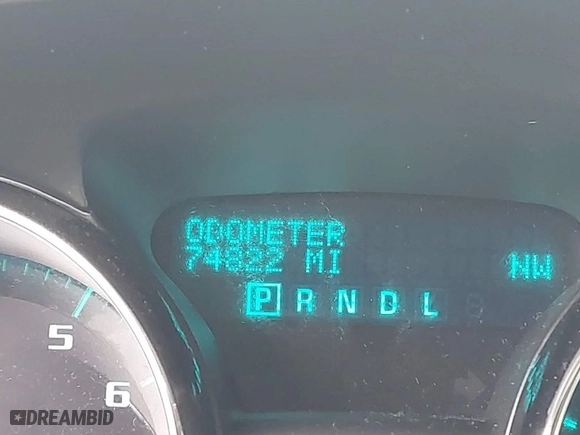 ODOMETER
74822 MI NW
P R N D L
5
6
DREAMBID